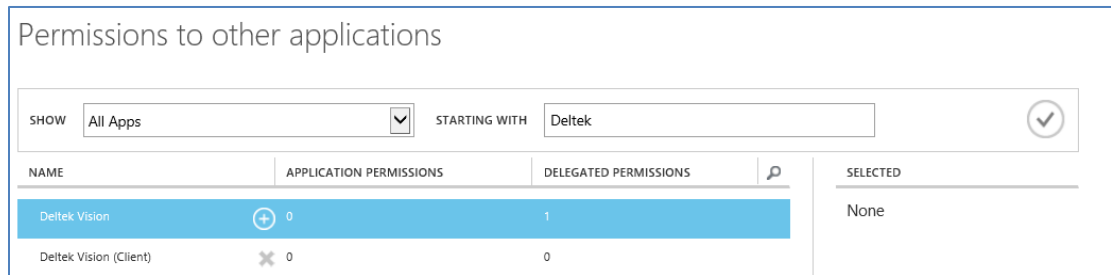 Permissions to other applications
SHOW All Apps STARTING WITH Deltek
NAME APPLICATION PERMISSIONS DELEGATED PERMISSIONS SELECTED
Deltek Vision 0 1 None
Deltek Vision (Client) 0 0